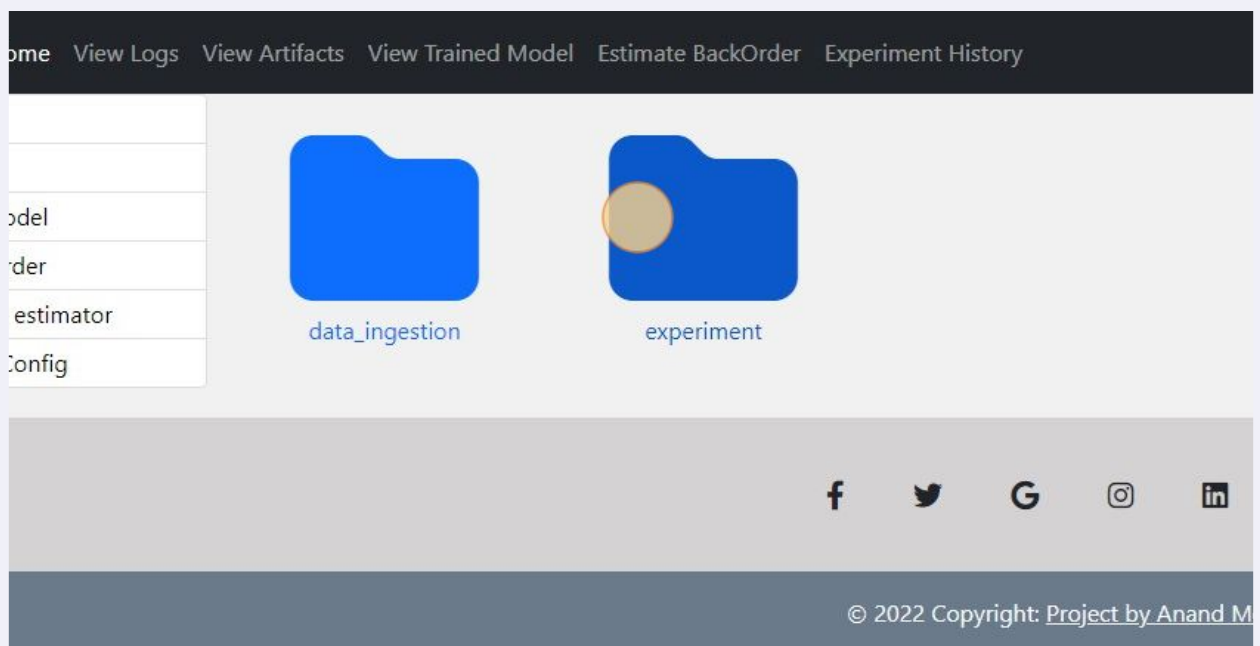 ome View Logs View Artifacts View Trained Model Estimate BackOrder Experiment History
odel
rder
estimator
Config
data_ingestion
experiment
© 2022 Copyright: Project by Anand M